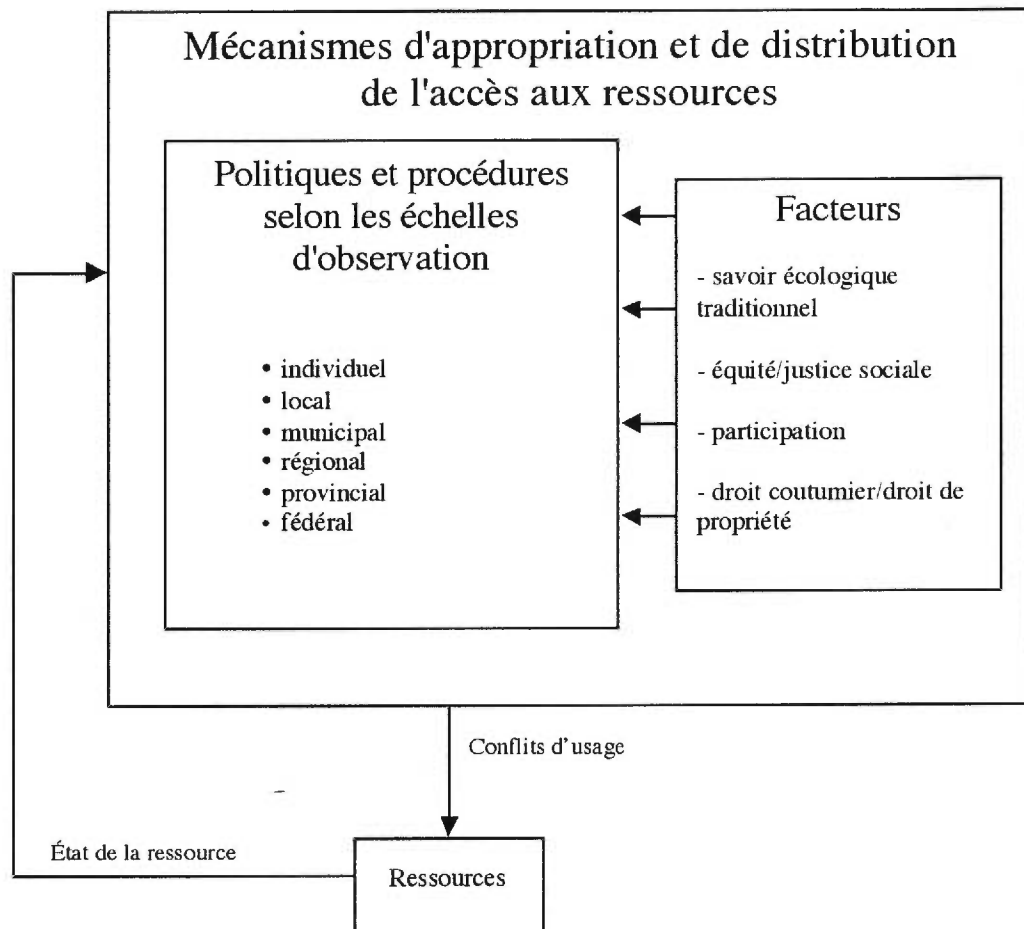 Mécanismes d'appropriation et de distribution
de l'accès aux ressources
Politiques et procédures
selon les échelles
d'observation
• individuel
• local
• municipal
• régional
• provincial
• fédéral
Facteurs
- savoir écologique
traditionnel
- équité/justice sociale
- participation
- droit coutumier/droit de
propriété
Conflits d'usage
État de la ressource
Ressources